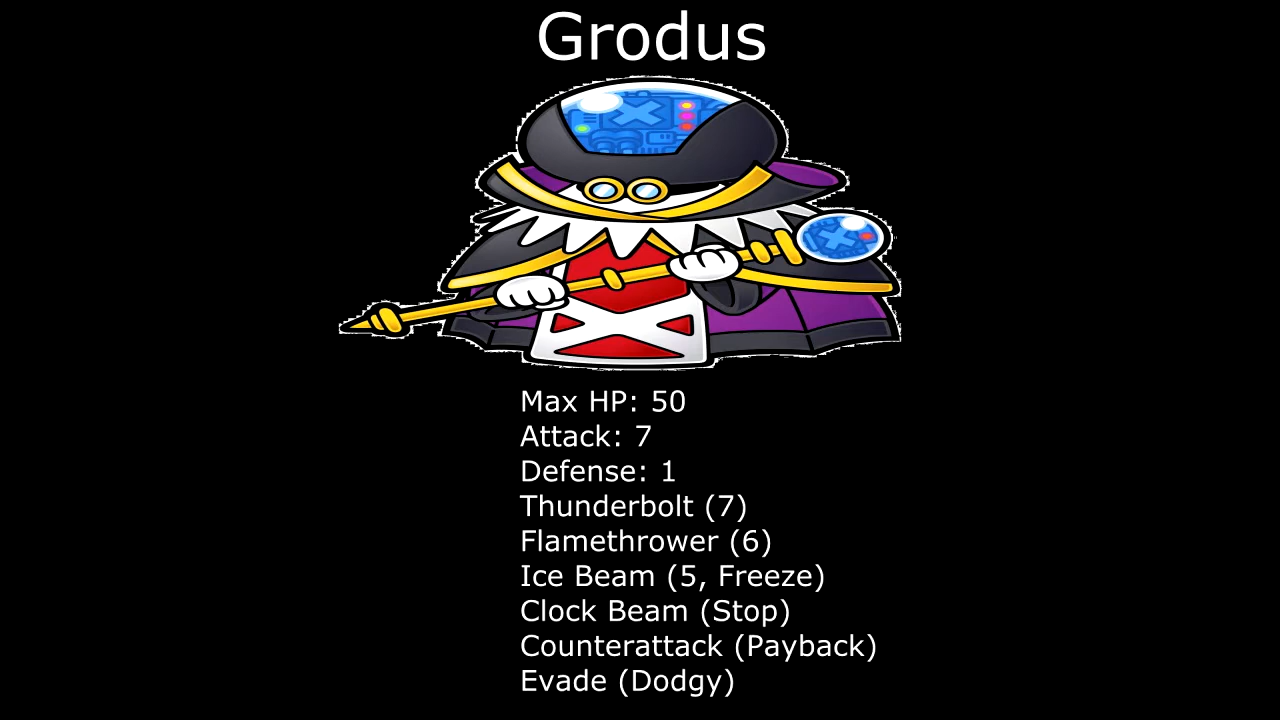 Grodus
Max HP: 50
Attack: 7
Defense: 1
Thunderbolt (7)
Flamethrower (6)
Ice Beam (5, Freeze)
Clock Beam (Stop)
Counterattack (Payback)
Evade (Dodgy)